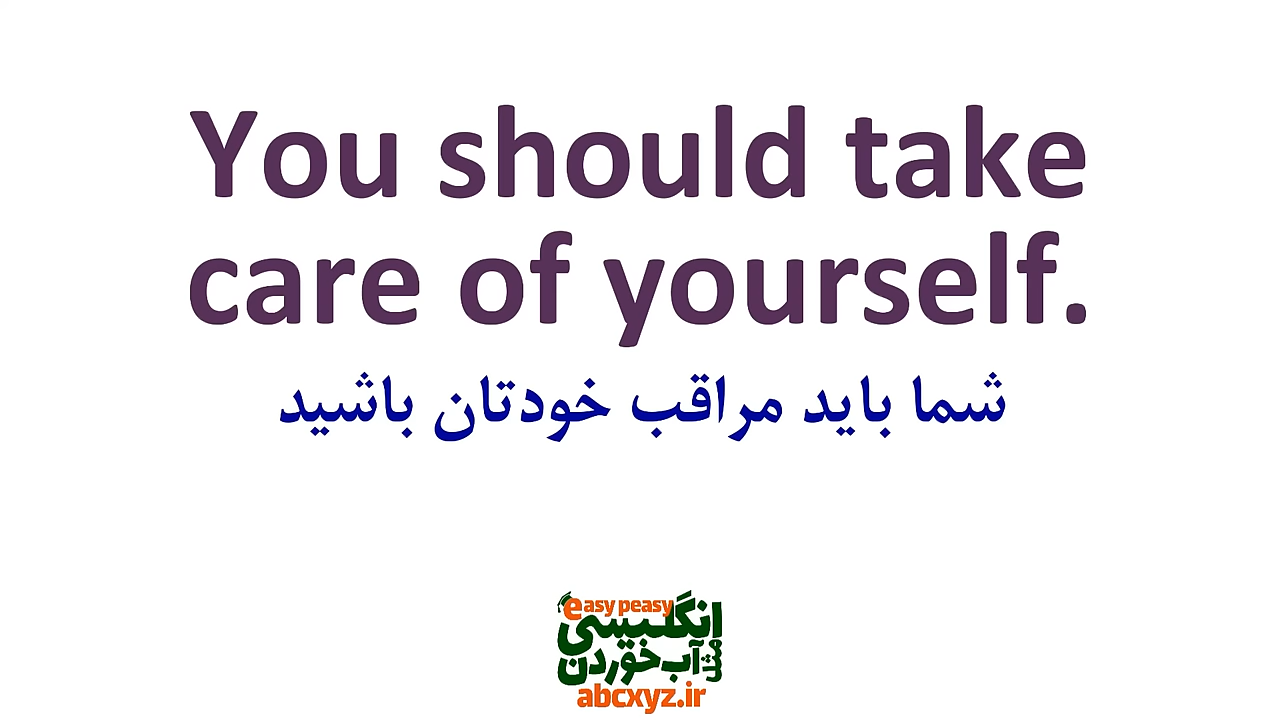 You should take
care of yourself.
شما باید مراقب خودتان باشید
easy peasy
انگلیسی
مثل آب خوردن
abcxyz.ir